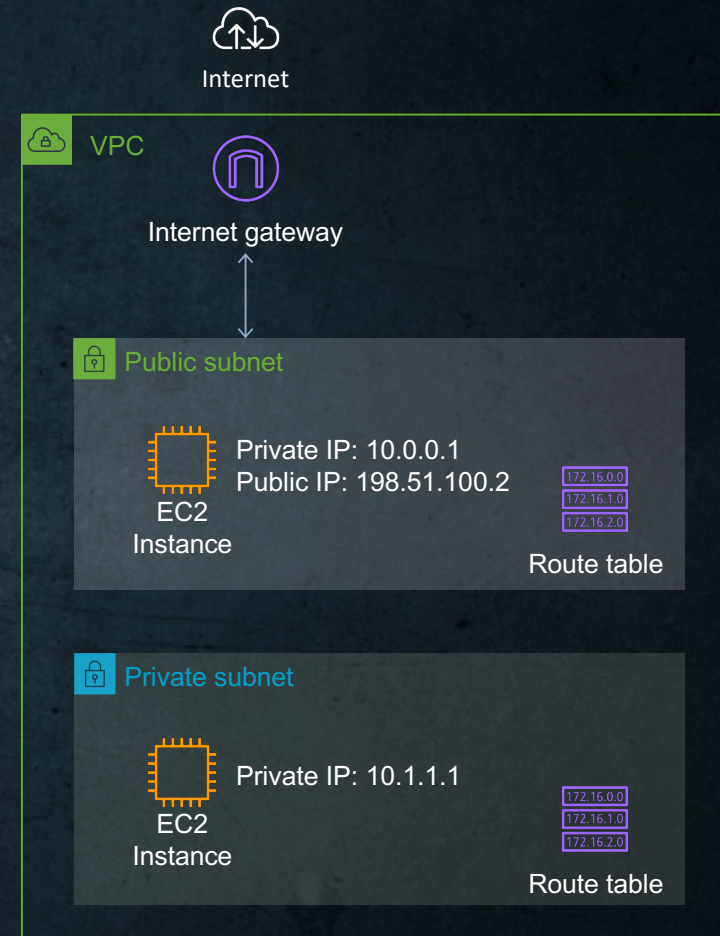 Internet
VPC
Internet gateway
Public subnet
Private IP: 10.0.0.1
Public IP: 198.51.100.2
EC2
Instance
172.16.0.0
172.16.1.0
172.16.2.0
Route table
Private subnet
Private IP: 10.1.1.1
EC2
Instance
172.16.0.0
172.16.1.0
172.16.2.0
Route table